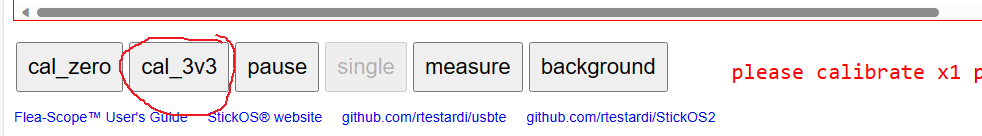 cal_zero cal_3v3 pause single measure background please calibrate x1 p
Flea-Scope™ User's Guide StickOS® website github.com/rtestardi/usbte github.com/rtestardi/StickOS2